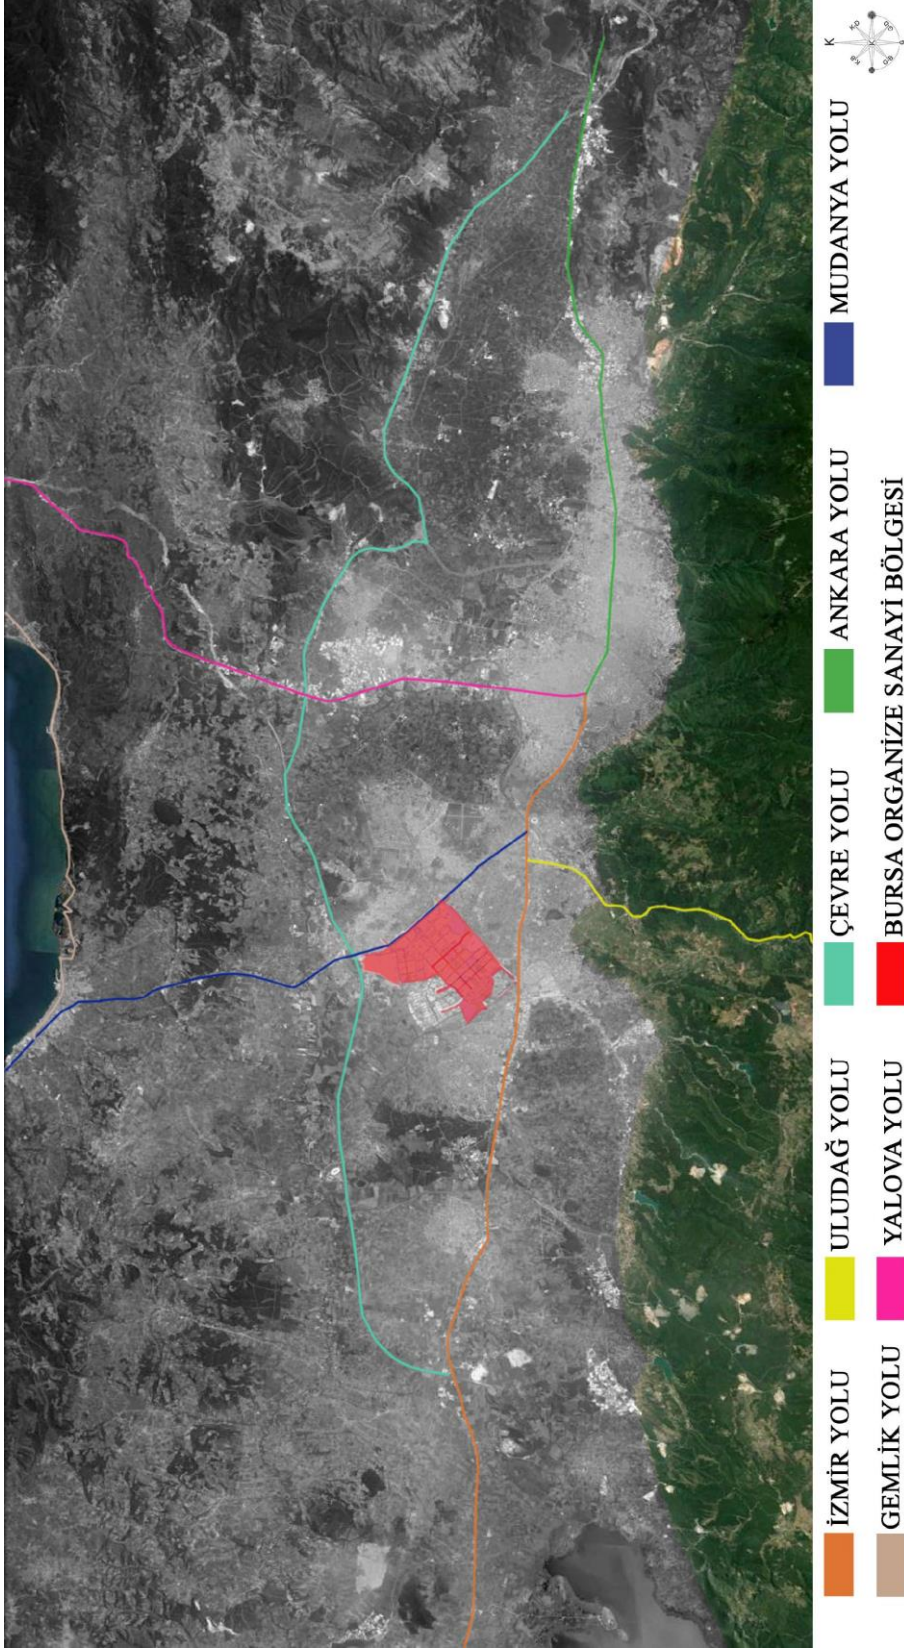 İZMİR YOLU ULUDAĞ YOLU ÇEVRE YOLU ANKARA YOLU MUDANYA YOLU
GEMLİK YOLU YALOVA YOLU BURSA ORGANİZE SANAYİ BÖLGESİ
K